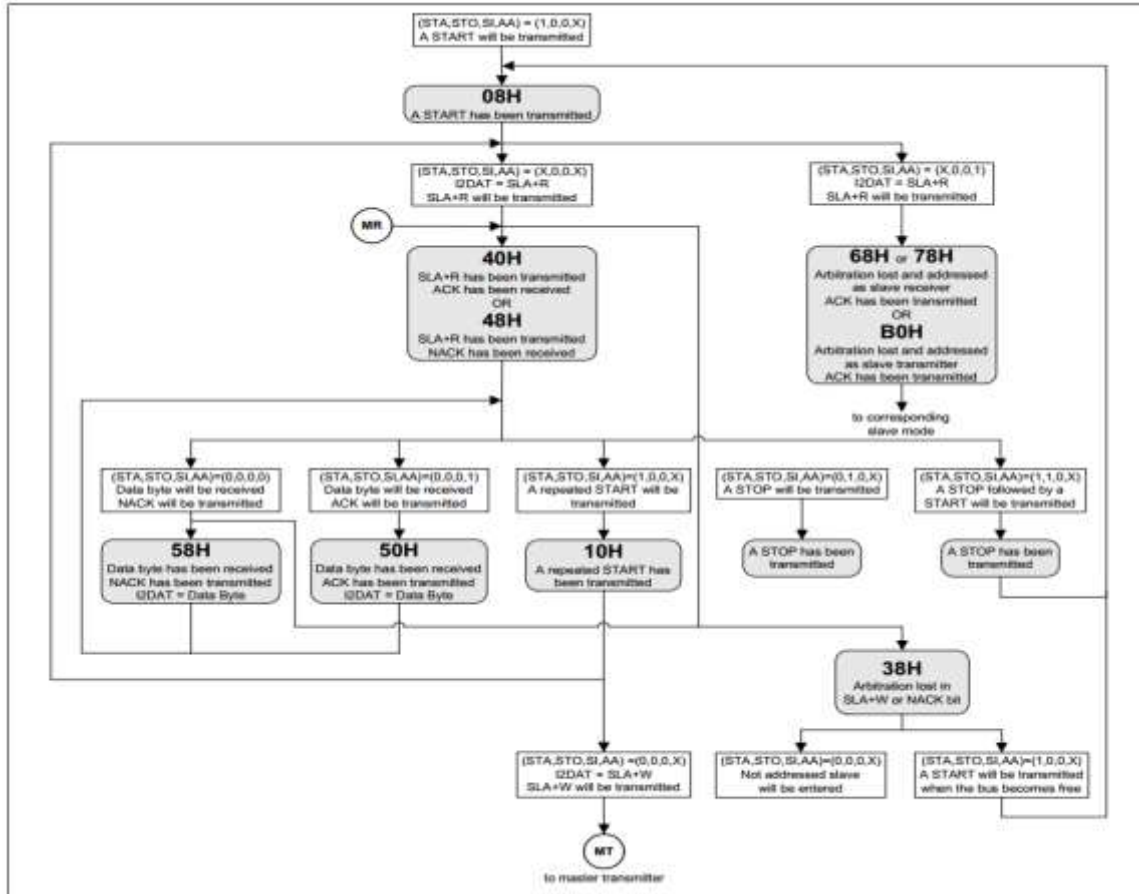 (STA,STO,SI,AA) = (1,0,0,X)
A START will be transmitted
08H
A START has been transmitted
(STA,STO,SI,AA) = (X,0,0,X)
I2DAT = SLA+R
SLA+R will be transmitted
(STA,STO,SI,AA) = (X,0,0,1)
I2DAT = SLA+R
SLA+R will be transmitted
MR
40H
SLA+R has been transmitted
ACK has been received
OR
48H
SLA+R has been transmitted
NACK has been received
68H or 78H
Arbitration lost and addressed
as slave receiver
ACK has been transmitted
OR
B0H
Arbitration lost and addressed
as slave transmitter
ACK has been transmitted
to corresponding
slave mode
(STA,STO,SI,AA)=(0,0,0,0)
Data byte will be received
NACK will be transmitted
(STA,STO,SI,AA)=(0,0,0,1)
Data byte will be received
ACK will be transmitted
(STA,STO,SI,AA)=(1,0,0,X)
A repeated START will be
transmitted
(STA,STO,SI,AA)=(0,1,0,X)
A STOP will be transmitted
(STA,STO,SI,AA)=(1,1,0,X)
A STOP followed by a
START will be transmitted
58H
Data byte has been received
NACK has been transmitted
I2DAT = Data Byte
50H
Data byte has been received
ACK has been transmitted
I2DAT = Data Byte
10H
A repeated START has
been transmitted
A STOP has been
transmitted
A STOP has been
transmitted
38H
Arbitration lost in
SLA+W or NACK bit
(STA,STO,SI,AA) =(0,0,0,X)
I2DAT = SLA+W
SLA+W will be transmitted
(STA,STO,SI,AA)=(0,0,0,X)
Not addressed slave
will be entered
(STA,STO,SI,AA)=(1,0,0,X)
A START will be transmitted
when the bus becomes free
MT
to master transmitter